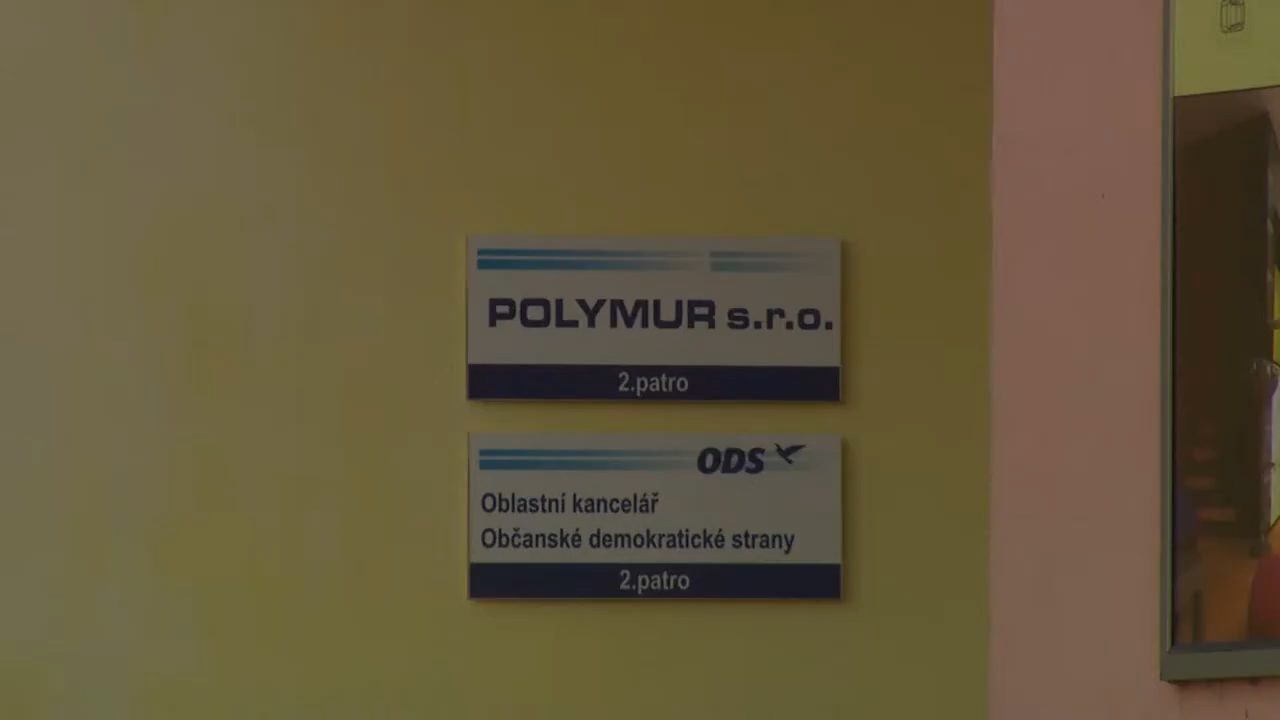 POLYMUR s.r.o.
2.patro
ODS
Oblastní kancelář
Občanské demokratické strany
2.patro